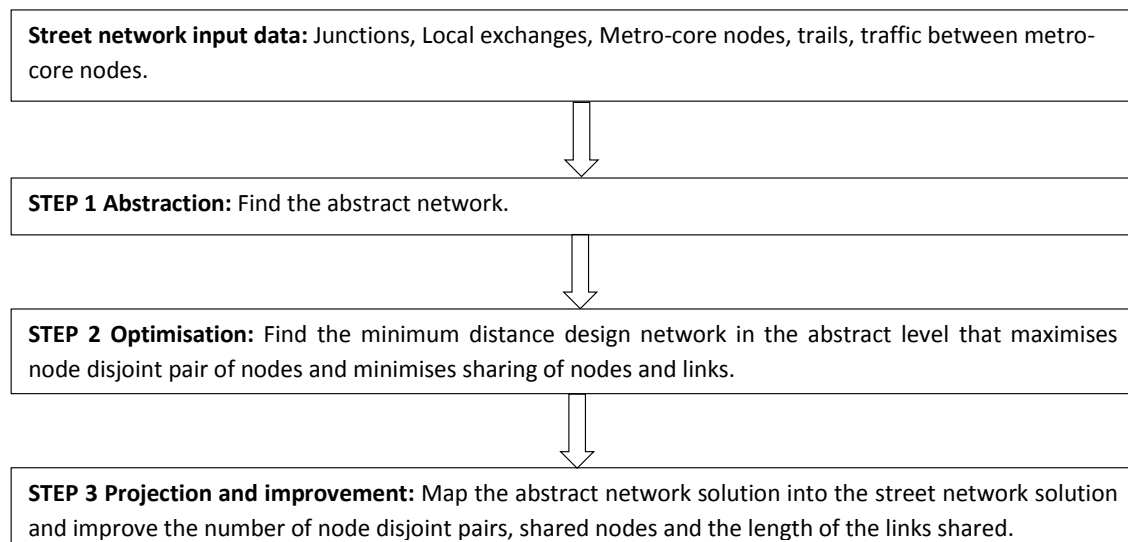 Street network input data: Junctions, Local exchanges, Metro-core nodes, trails, traffic between metro-
core nodes.
STEP 1 Abstraction: Find the abstract network.
STEP 2 Optimisation: Find the minimum distance design network in the abstract level that maximises
node disjoint pair of nodes and minimises sharing of nodes and links.
STEP 3 Projection and improvement: Map the abstract network solution into the street network solution
and improve the number of node disjoint pairs, shared nodes and the length of the links shared.